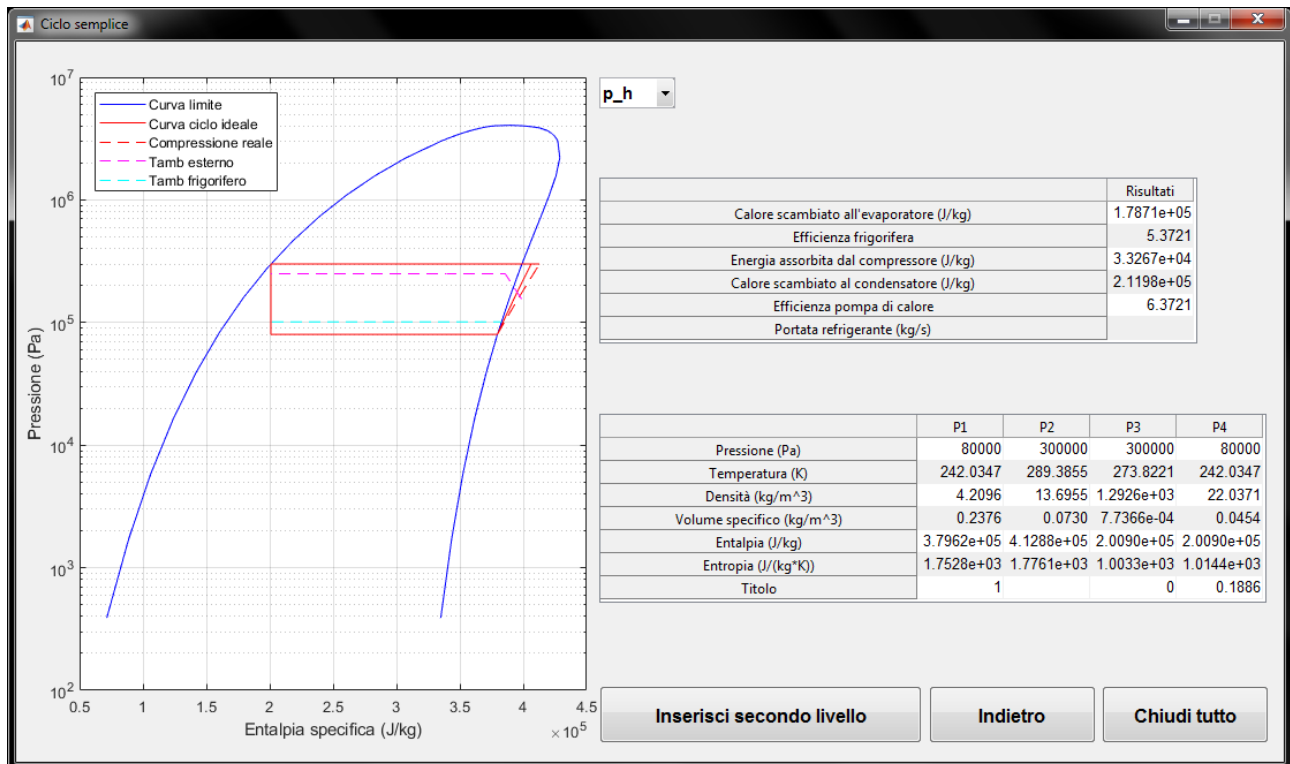 Ciclo semplice
10^7
10^6
10^5
10^4
10^3
10^2
Pressione (Pa)
Curva limite
Curva ciclo ideale
Compressione reale
Tamb esterno
Tamb frigorifero
0.5 1 1.5 2 2.5 3 3.5 4 4.5
Entalpia specifica (J/kg)
× 10^5
p_h
Risultati
Calore scambiato all'evaporatore (J/kg) 1.7871e+05
Efficienza frigorifera 5.3721
Energia assorbita dal compressore (J/kg) 3.3267e+04
Calore scambiato al condensatore (J/kg) 2.1198e+05
Efficienza pompa di calore 6.3721
Portata refrigerante (kg/s)
P1 P2 P3 P4
Pressione (Pa) 80000 300000 300000 80000
Temperatura (K) 242.0347 289.3855 273.8221 242.0347
Densità (kg/m^3) 4.2096 13.6955 1.2926e+03 22.0371
Volume specifico (kg/m^3) 0.2376 0.0730 7.7366e-04 0.0454
Entalpia (J/kg) 3.7962e+05 4.1288e+05 2.0090e+05 2.0090e+05
Entropia (J/(kg*K)) 1.7528e+03 1.7761e+03 1.0033e+03 1.0144e+03
Titolo 1 0 0.1886
Inserisci secondo livello
Indietro
Chiudi tutto